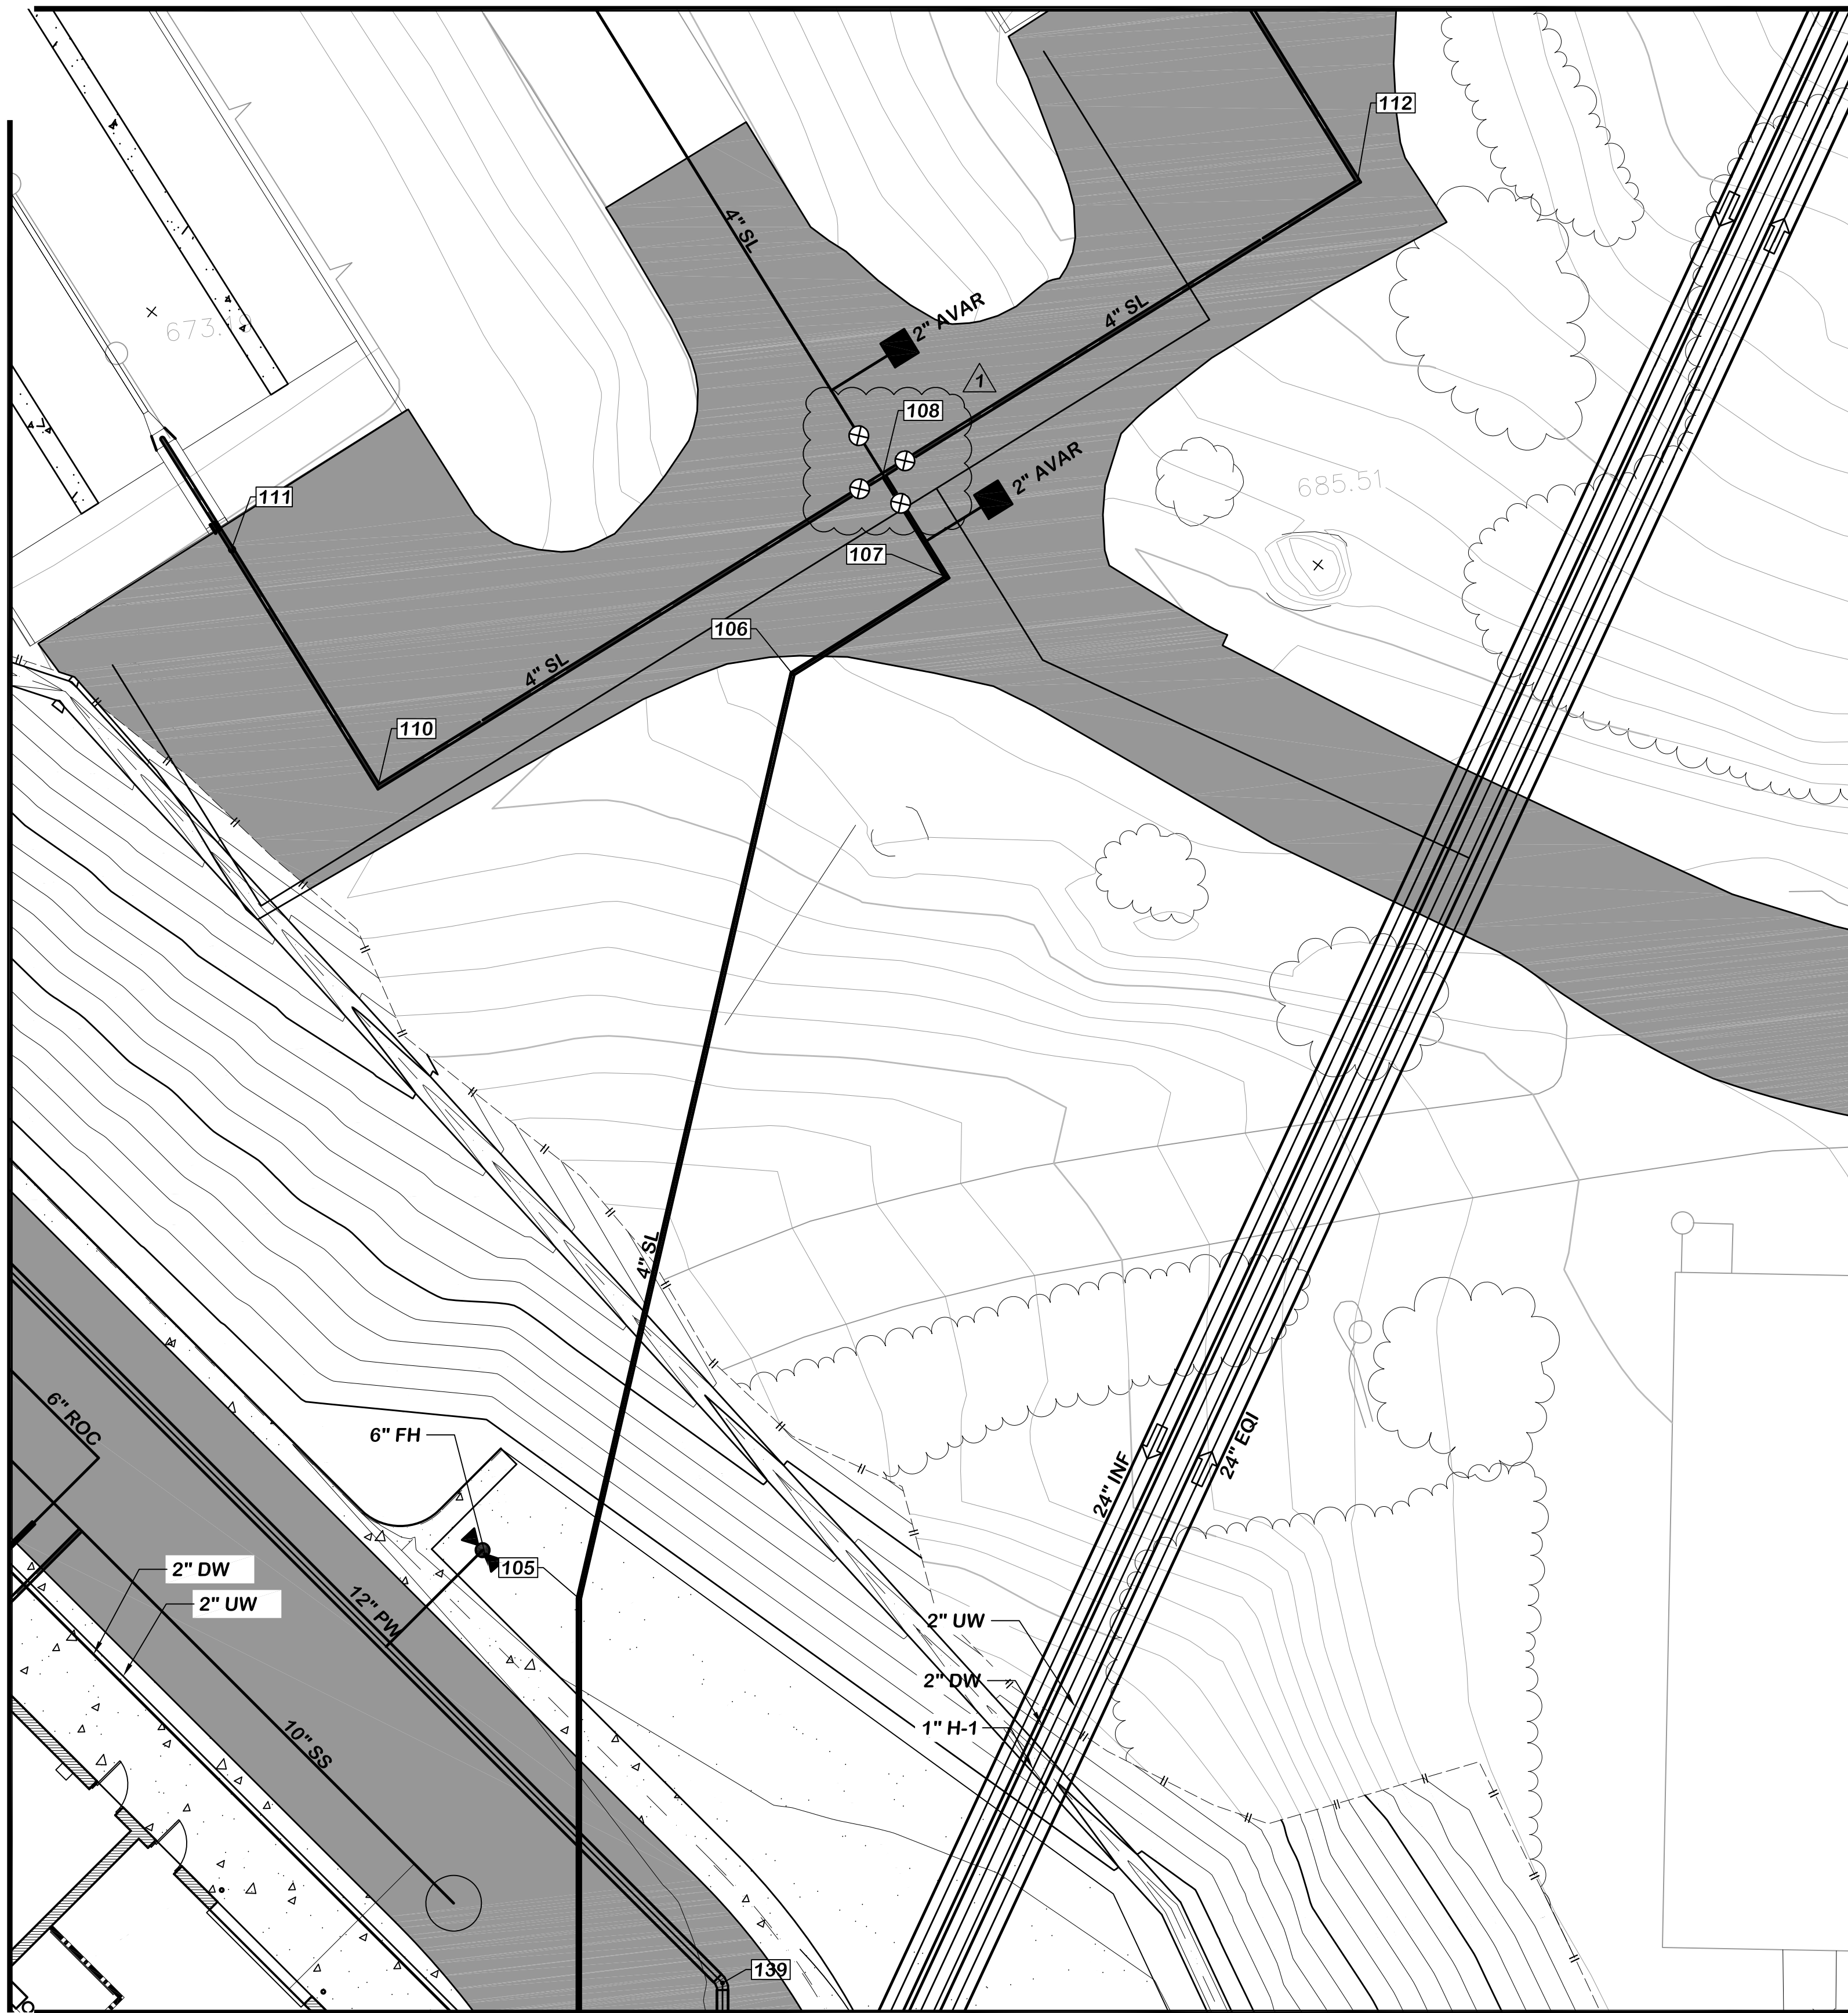 112
4" SL
2" AVAR
4" SL
673.19
1
108
2" AVAR
685.51
111
107
106
4" SL
110
4" SL
6" ROC
6" FH
24" INF
24" EQI
105
2" DW
2" UW
12" PW
2" UW
2" DW
1" H-1
10" SS
139